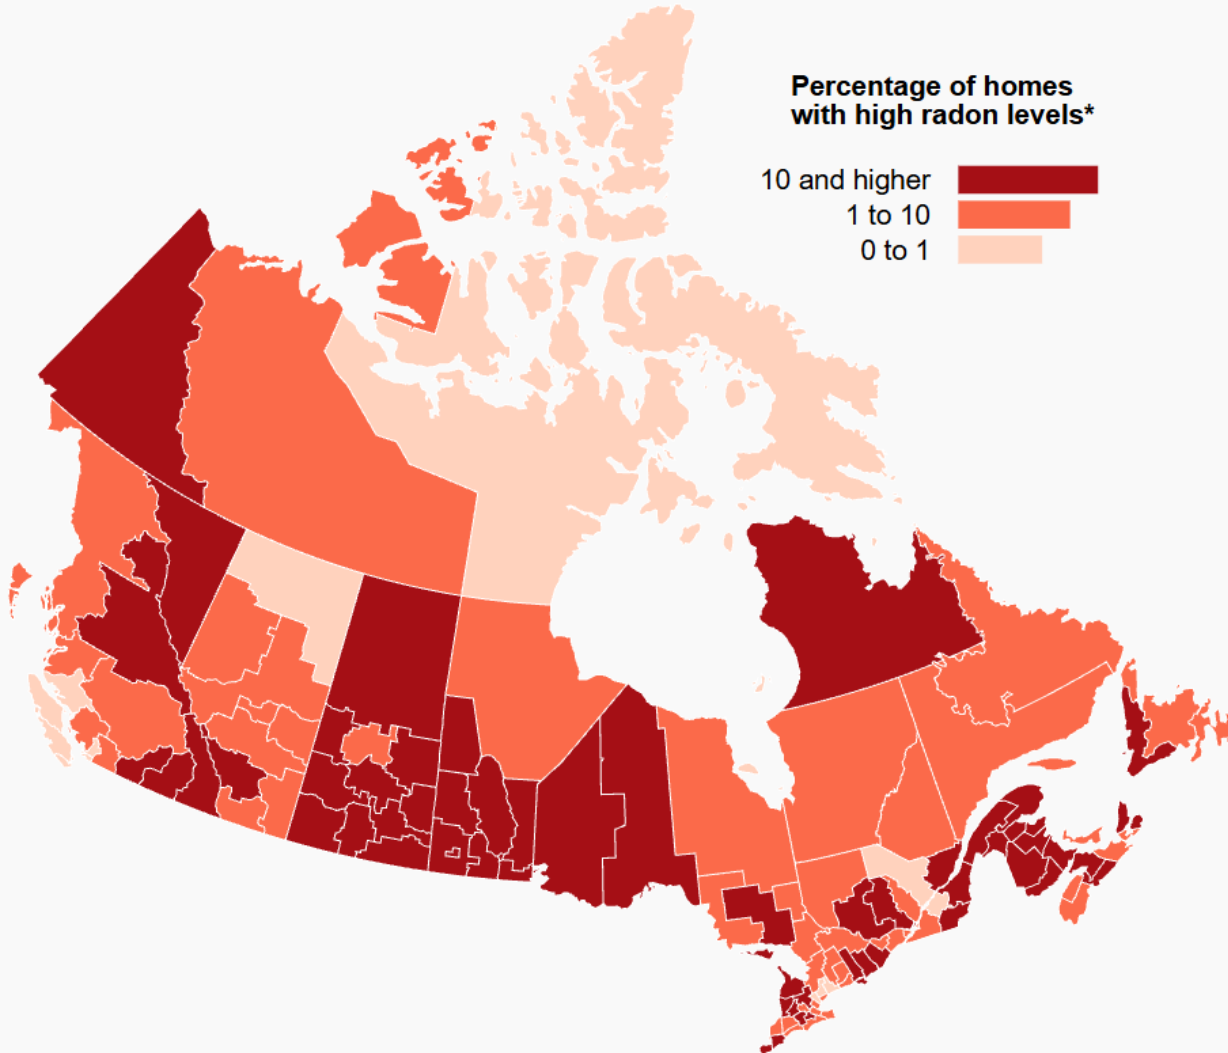 Percentage of homes
with high radon levels*
10 and higher
1 to 10
0 to 1